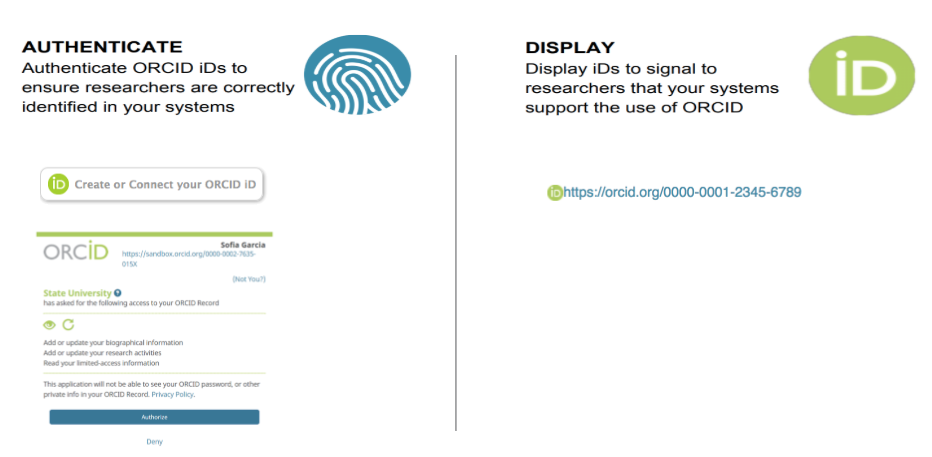 AUTHENTICATE
Authenticate ORCID iDs to
ensure researchers are correctly
identified in your systems
iD Create or Connect your ORCID iD
ORCiD
Sofia Garcia
https://sandbox.orcid.org/0000-0002-7635-
015X
(Not You?)
State University ?
has asked for the following access to your ORCID Record
Add or update your biographical information
Add or update your research activities
Read your limited-access information
This application will not be able to see your ORCID password, or other
private info in your ORCID Record. Privacy Policy.
Authorize
Deny
DISPLAY
Display iDs to signal to
researchers that your systems
support the use of ORCID
iD
iD https://orcid.org/0000-0001-2345-6789